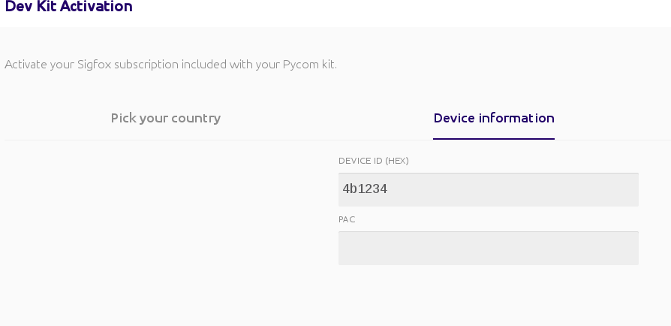 Dev Kit Activation
Activate your Sigfox subscription included with your Pycom kit.
Pick your country
Device information
DEVICE ID (HEX)
4b1234
PAC